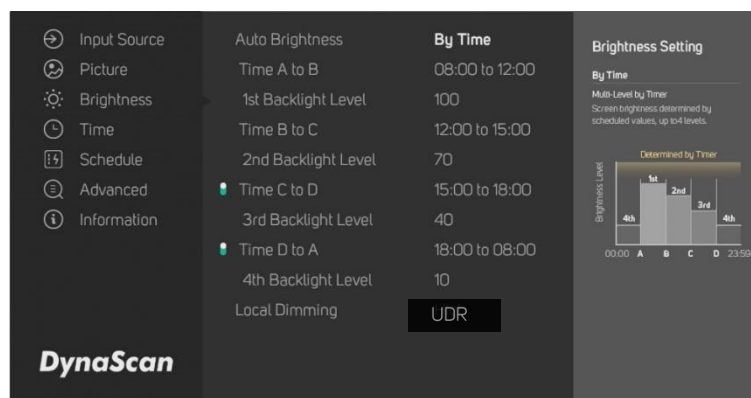 Input Source
Picture
Brightness
Time
Schedule
Advanced
Information
DynaScan
Auto Brightness By Time
Time A to B 08:00 to 12:00
1st Backlight Level 100
Time B to C 12:00 to 15:00
2nd Backlight Level 70
Time C to D 15:00 to 18:00
3rd Backlight Level 40
Time D to A 18:00 to 08:00
4th Backlight Level 10
Local Dimming UDR
Brightness Setting
By Time
Multi-Level by Timer
Screen brightness determined by
scheduled values, up to4 levels.
Determined by Timer
Brightness Level
4th 1st 2nd 3rd 4th
00:00 A B C D 23:59